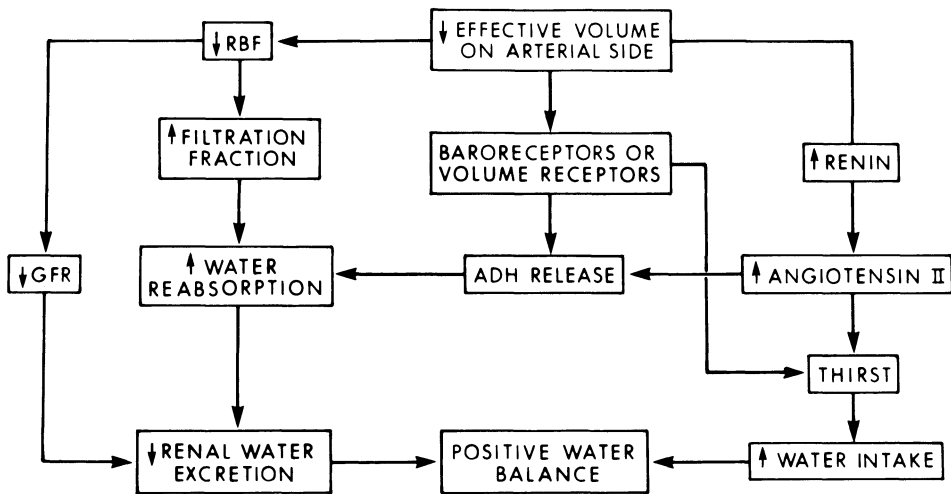 ↓ RBF
↓ EFFECTIVE VOLUME
ON ARTERIAL SIDE
↑ FILTRATION
FRACTION
BARORECEPTORS OR
VOLUME RECEPTORS
↑ RENIN
↓ GFR
↑ WATER
REABSORPTION
ADH RELEASE
↑ ANGIOTENSIN II
THIRST
↓ RENAL WATER
EXCRETION
POSITIVE WATER
BALANCE
↑ WATER INTAKE